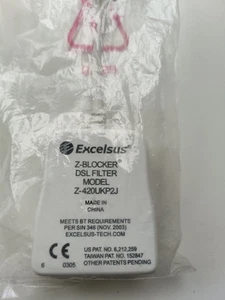 Excelsus
Z-BLOCKER®
DSL FILTER
MODEL
Z-420UKP2J
MADE IN
CHINA
MEETS BT REQUIREMENTS
PER SIN 346 (NOV. 2003)
EXCELSUS-TECH.COM
US PAT. NO. 6,212,259
TAIWAN PAT. NO. 152847
6 0305 OTHER PATENTS PENDING